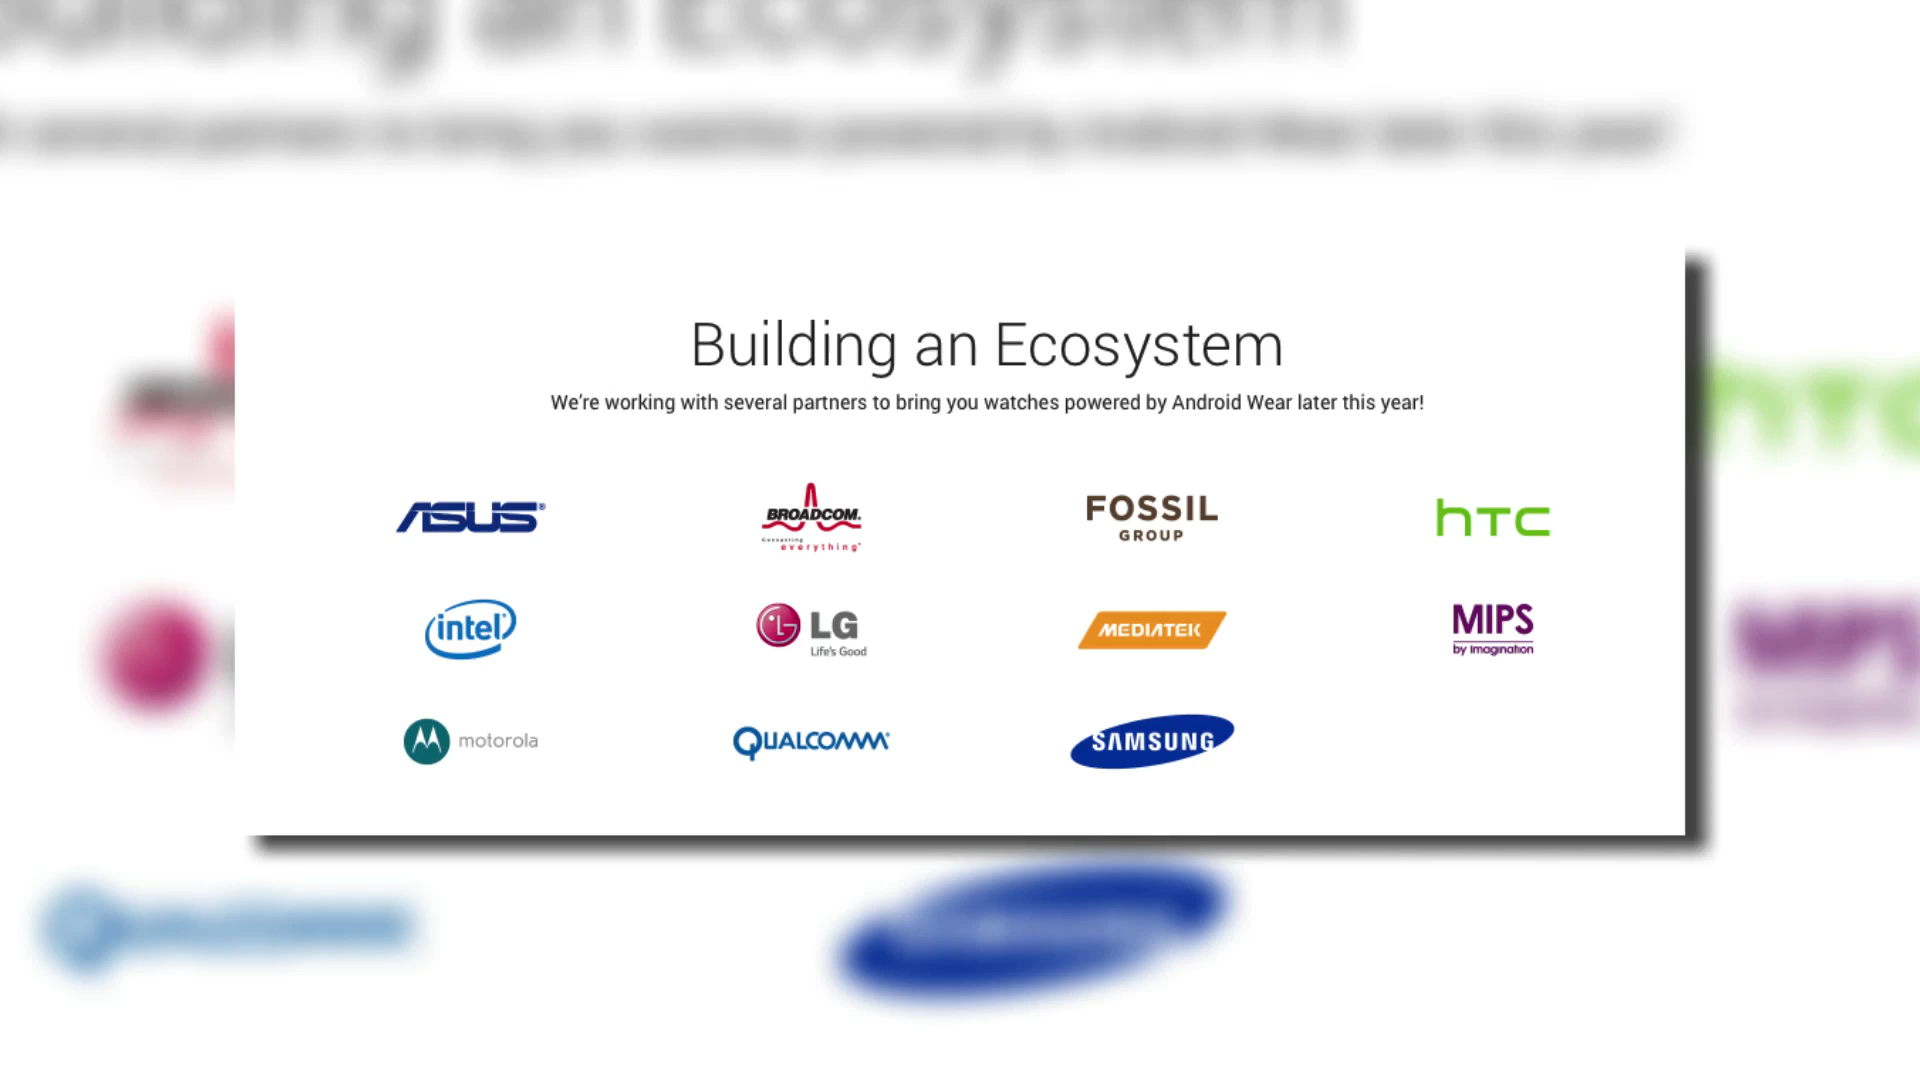 Building an Ecosystem
We’re working with several partners to bring you watches powered by Android Wear later this year!
ASUS® BROADCOM. FOSSIL hTC
Connecting GROUP
everything®
intel® LG MEDIATEK MIPS
Life's Good by Imagination
motorola QUALCOMM® SAMSUNG